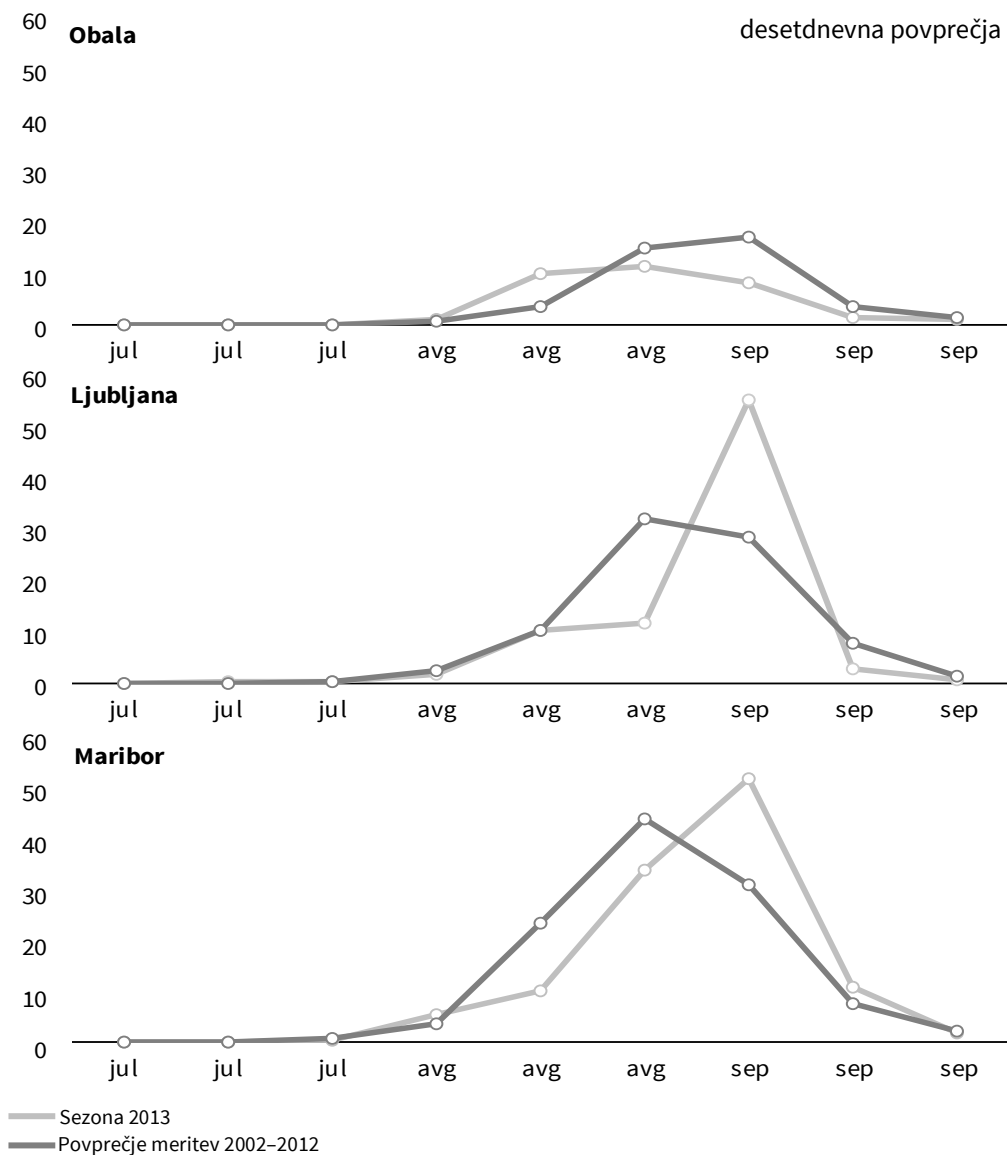 60
Obala
desetdnevna povprečja
50
40
30
20
10
0
jul jul jul avg avg avg sep sep sep
60
Ljubljana
50
40
30
20
10
0
jul jul jul avg avg avg sep sep sep
60
Maribor
50
40
30
20
10
0
jul jul jul avg avg avg sep sep sep
Sezona 2013
Povprečje meritev 2002–2012